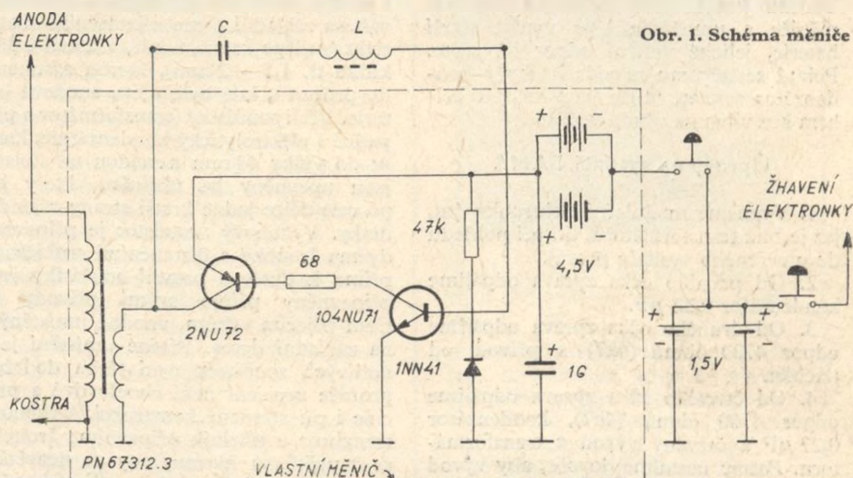 ANODA
ELEKTRONKY
C
L
Obr. 1. Schéma měniče
+
47k
+
4,5V
ŽHAVENÍ
ELEKTRONKY
68
104NU71
2NU72
1NN41
+
1G
+
+
1,5V
−
−
KOSTRA
PN 67312.3
VLASTNÍ MĚNIČ